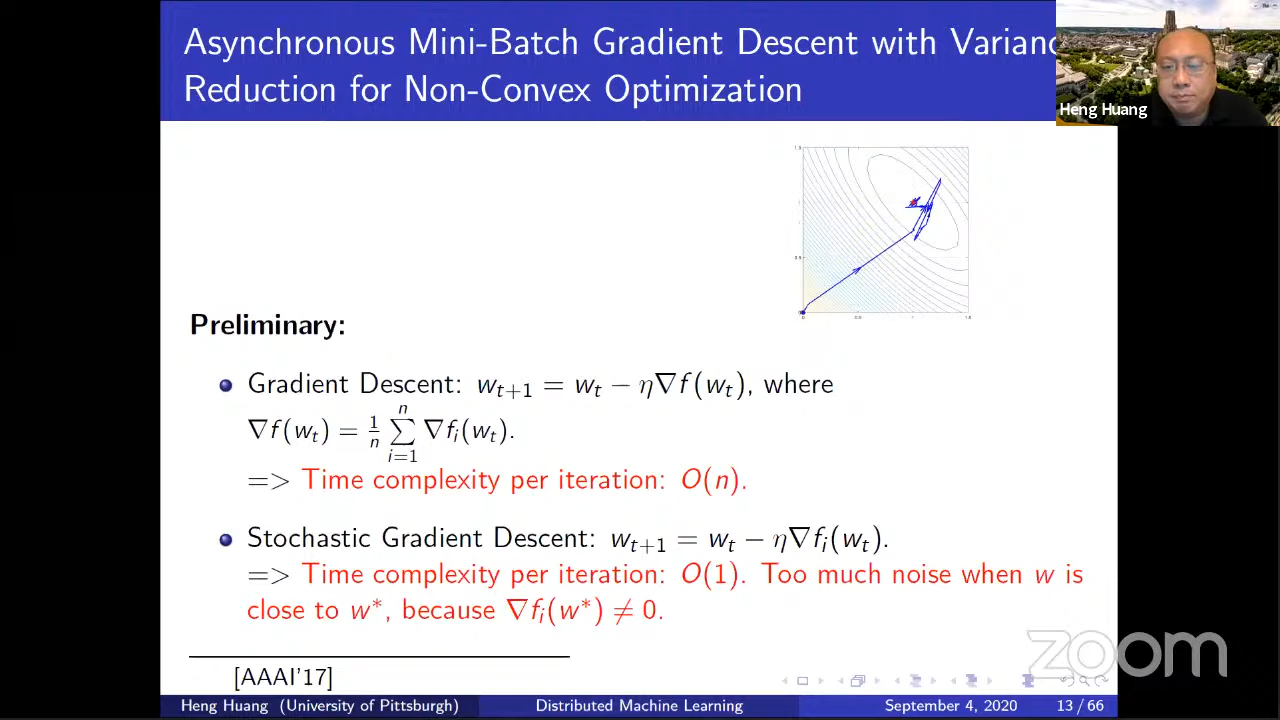 Asynchronous Mini-Batch Gradient Descent with Varianc
Reduction for Non-Convex Optimization
Heng Huang
Preliminary:
Gradient Descent: w_{t+1} = w_t − η∇f(w_t), where
∇f(w_t) = 1/n ∑_{i=1}^{n} ∇f_i(w_t).
=> Time complexity per iteration: O(n).
Stochastic Gradient Descent: w_{t+1} = w_t − η∇f_i(w_t).
=> Time complexity per iteration: O(1). Too much noise when w is
close to w*, because ∇f_i(w*) ≠ 0.
[AAAI'17]
zoom
Heng Huang (University of Pittsburgh) Distributed Machine Learning September 4, 2020 13 / 66